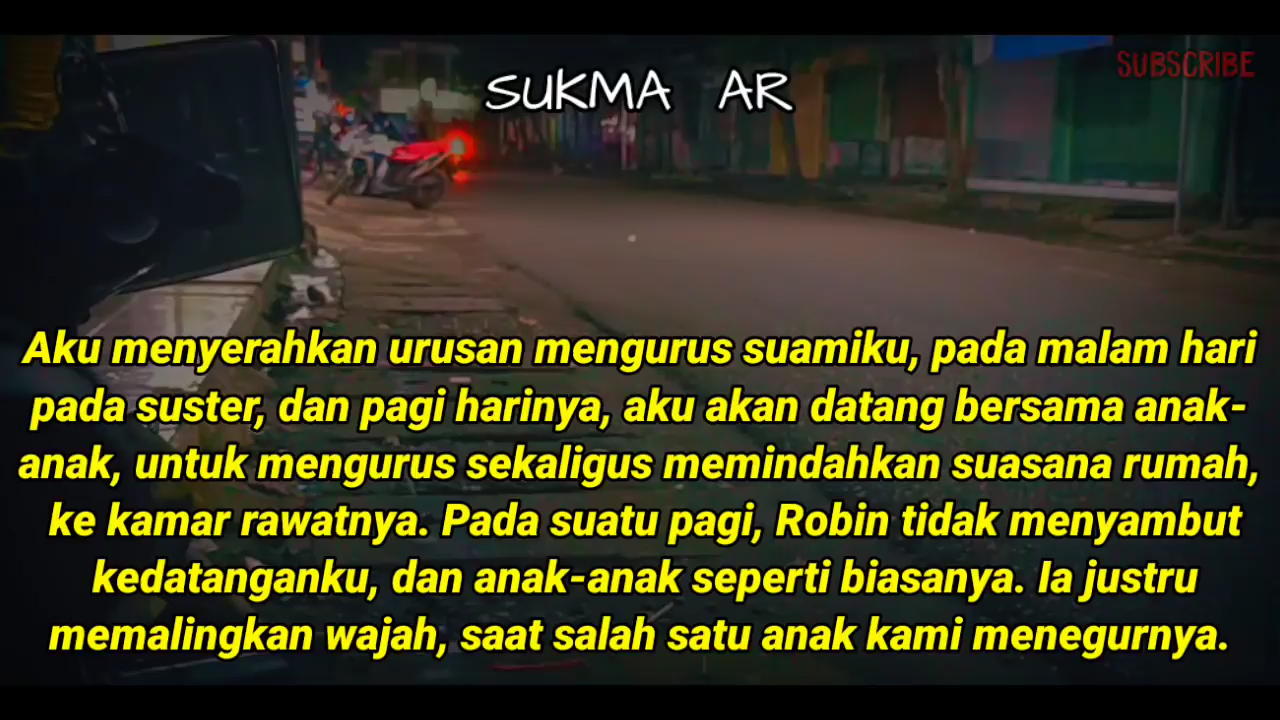 SUKMA AR
SUBSCRIBE
Aku menyerahkan urusan mengurus suamiku, pada malam hari
pada suster, dan pagi harinya, aku akan datang bersama anak-
anak, untuk mengurus sekaligus memindahkan suasana rumah,
ke kamar rawatnya. Pada suatu pagi, Robin tidak menyambut
kedatanganku, dan anak-anak seperti biasanya. Ia justru
memalingkan wajah, saat salah satu anak kami menegurnya.